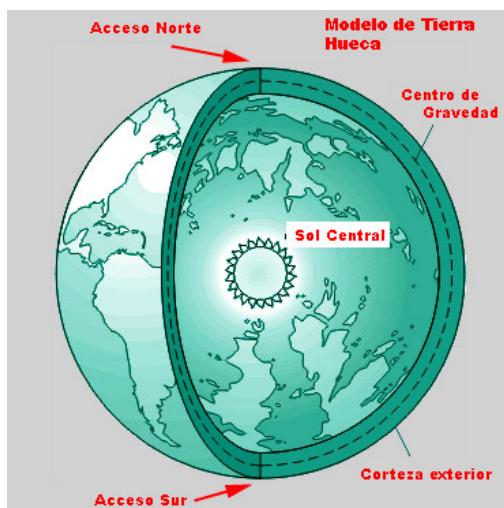 Acceso Norte
Modelo de Tierra
Hueca
Centro de
Gravedad
Sol Central
Corteza exterior
Acceso Sur